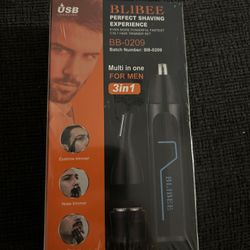 USB
BLIBEE
PERFECT SHAVING
EXPERIENCE
BB-0209
Batch Number: BB-0209
Multi in one
FOR MEN
3in1
Eyebrow trimmer
Nose trimmer
BLIBEE